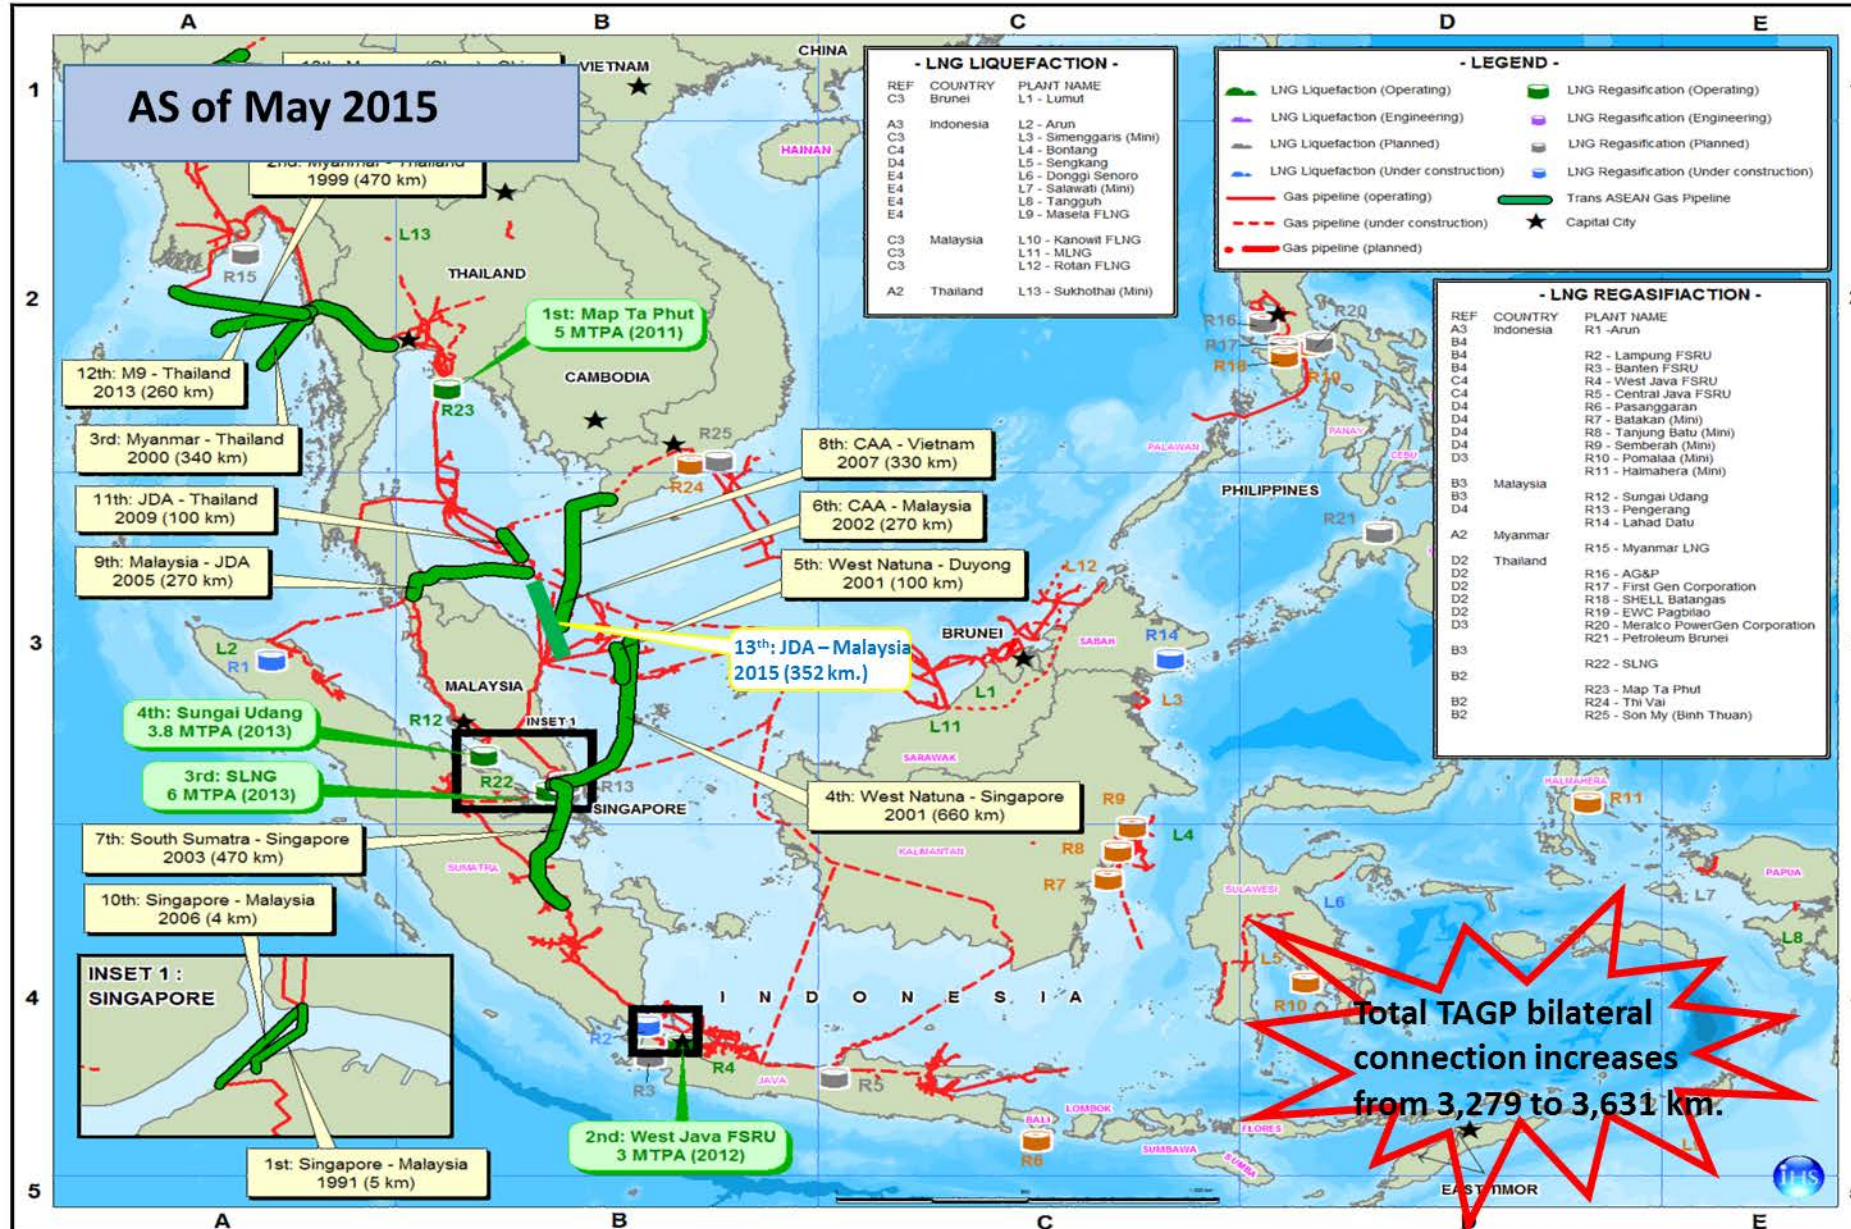 A B C D E
1
2
3
4
5
AS of May 2015
2nd: Myanmar - Thailand
1999 (470 km)
12th: M9 - Thailand
2013 (260 km)
3rd: Myanmar - Thailand
2000 (340 km)
11th: JDA - Thailand
2009 (100 km)
9th: Malaysia - JDA
2005 (270 km)
1st: Map Ta Phut
5 MTPA (2011)
8th: CAA - Vietnam
2007 (330 km)
6th: CAA - Malaysia
2002 (270 km)
5th: West Natuna - Duyong
2001 (100 km)
13th: JDA – Malaysia
2015 (352 km.)
4th: Sungai Udang
3.8 MTPA (2013)
3rd: SLNG
6 MTPA (2013)
4th: West Natuna - Singapore
2001 (660 km)
7th: South Sumatra - Singapore
2003 (470 km)
10th: Singapore - Malaysia
2006 (4 km)
INSET 1 :
SINGAPORE
1st: Singapore - Malaysia
1991 (5 km)
2nd: West Java FSRU
3 MTPA (2012)
Total TAGP bilateral
connection increases
from 3,279 to 3,631 km.
- LNG LIQUEFACTION -
REF COUNTRY PLANT NAME
C3 Brunei L1 - Lumut
A3 Indonesia L2 - Arun
C3 L3 - Simenggaris (Mini)
C4 L4 - Bontang
D4 L5 - Sengkang
E4 L6 - Donggi Senoro
E4 L7 - Salawati (Mini)
E4 L8 - Tangguh
E4 L9 - Masela FLNG
C3 Malaysia L10 - Kanowit FLNG
C3 L11 - MLNG
C3 L12 - Rotan FLNG
A2 Thailand L13 - Sukhothai (Mini)
- LEGEND -
LNG Liquefaction (Operating)
LNG Regasification (Operating)
LNG Liquefaction (Engineering)
LNG Regasification (Engineering)
LNG Liquefaction (Planned)
LNG Regasification (Planned)
LNG Liquefaction (Under construction)
LNG Regasification (Under construction)
Gas pipeline (operating)
Trans ASEAN Gas Pipeline
Gas pipeline (under construction)
Capital City
Gas pipeline (planned)
- LNG REGASIFIACTION -
REF COUNTRY PLANT NAME
A3 Indonesia R1 -Arun
B4
B4 R2 - Lampung FSRU
B4 R3 - Banten FSRU
C4 R4 - West Java FSRU
C4 R5 - Central Java FSRU
D4 R6 - Pasanggaran
D4 R7 - Batakan (Mini)
D4 R8 - Tanjung Batu (Mini)
D4 R9 - Semberah (Mini)
D3 R10 - Pomalaa (Mini)
R11 - Halmahera (Mini)
B3 Malaysia
B3 R12 - Sungai Udang
D4 R13 - Pengerang
R14 - Lahad Datu
A2 Myanmar
R15 - Myanmar LNG
D2 Thailand
D2 R16 - AG&P
D2 R17 - First Gen Corporation
D2 R18 - SHELL Batangas
D2 R19 - EWC Pagbilao
D3 R20 - Meralco PowerGen Corporation
R21 - Petroleum Brunei
B3
R22 - SLNG
B2
R23 - Map Ta Phut
B2 R24 - Thi Vai
B2 R25 - Son My (Binh Thuan)
CHINA
VIETNAM
HAINAN
L13
R15
THAILAND
R23
CAMBODIA
R25
R24
R16
R20
R17
R18
R19
PALAWAN
PANAY
CEBU
PHILIPPINES
R21
L12
BRUNEI
SABAH
R14
L2
R1
MALAYSIA
R12
INSET 1
L1
L3
L11
SARAWAK
R22
R13
SINGAPORE
R9
L4
R8
KALIMANTAN
R7
HALMAHERA
R11
SUMATRA
SULAWESI
L6
L7
PAPUA
L8
L5
R10
INDONESIA
R2
R3
R4
JAVA
R5
BALI
LOMBOK
R6
SUMBAWA
SUMBA
FLORES
EAST TIMOR
IHS
A B C D E